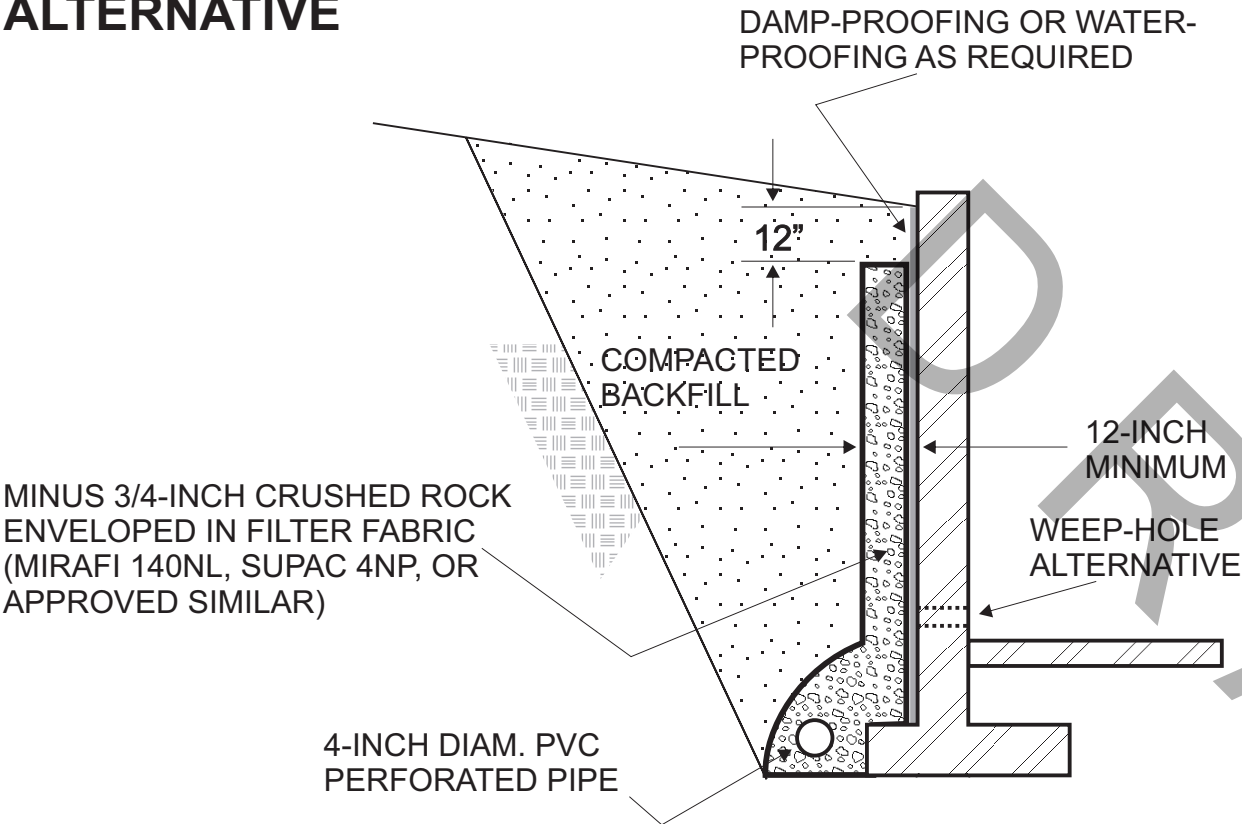 ALTERNATIVE
DAMP-PROOFING OR WATER-
PROOFING AS REQUIRED
12”
COMPACTED
BACKFILL
12-INCH
MINIMUM
MINUS 3/4-INCH CRUSHED ROCK
ENVELOPED IN FILTER FABRIC
(MIRAFI 140NL, SUPAC 4NP, OR
APPROVED SIMILAR)
WEEP-HOLE
ALTERNATIVE
4-INCH DIAM. PVC
PERFORATED PIPE
D
R